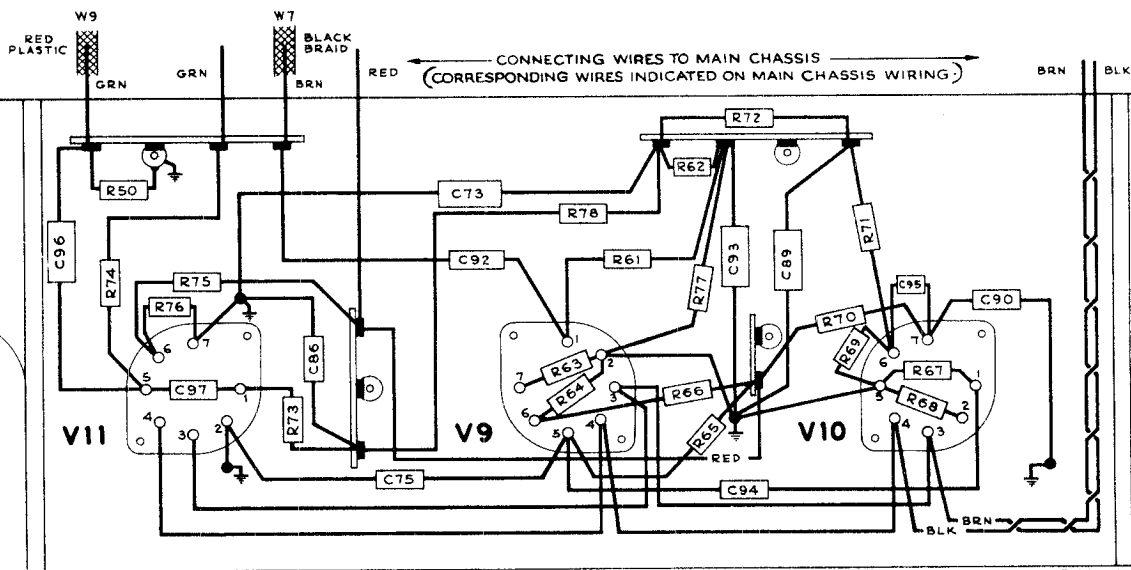 W9
W7
RED
PLASTIC
BLACK
BRAID
GRN
GRN
BRN
RED
CONNECTING WIRES TO MAIN CHASSIS
(CORRESPONDING WIRES INDICATED ON MAIN CHASSIS WIRING.)
BRN
BLK
R72
R62
R50
C73
R78
C96
R74
R75
R76
C92
R61
R77
C93
C89
R71
C95
C90
R70
R69
R67
R68
C86
C97
R73
R63
R64
R66
R65
6
7
5
1
4
3
2
V11
1
2
7
3
6
5
4
V9
7
6
5
1
2
4
3
V10
C75
RED
C94
BRN
BLK